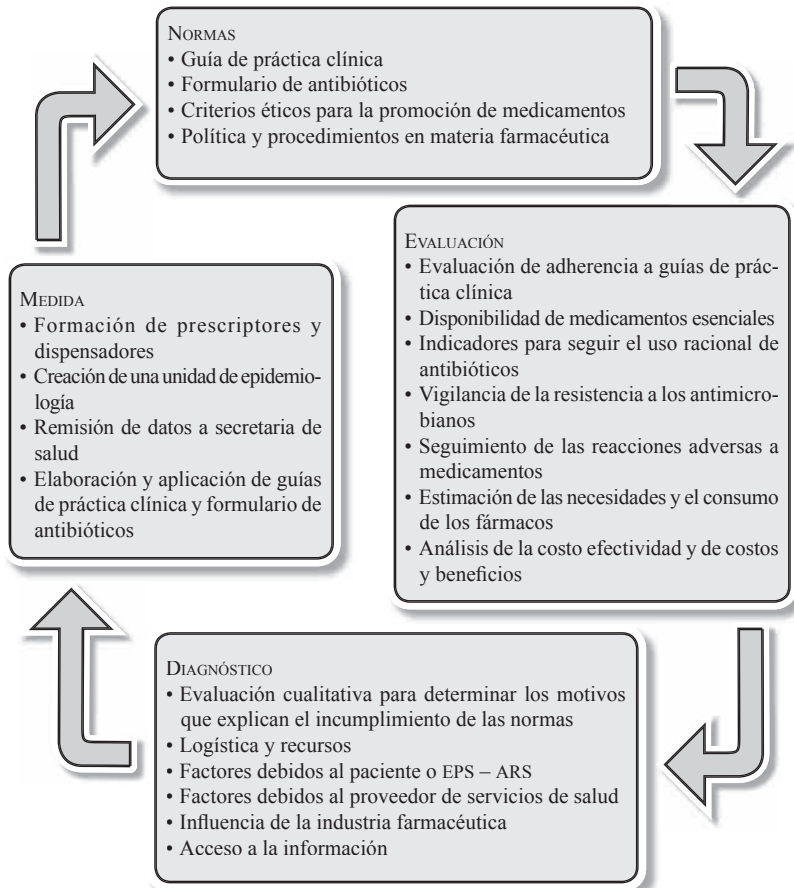 NORMAS
• Guía de práctica clínica
• Formulario de antibióticos
• Criterios éticos para la promoción de medicamentos
• Política y procedimientos en materia farmacéutica
EVALUACIÓN
• Evaluación de adherencia a guías de prác-
tica clínica
• Disponibilidad de medicamentos esenciales
• Indicadores para seguir el uso racional de
antibióticos
• Vigilancia de la resistencia a los antimicro-
bianos
• Seguimiento de las reacciones adversas a
medicamentos
• Estimación de las necesidades y el consumo
de los fármacos
• Análisis de la costo efectividad y de costos
y beneficios
MEDIDA
• Formación de prescriptores y
dispensadores
• Creación de una unidad de epidemio-
logía
• Remisión de datos a secretaria de
salud
• Elaboración y aplicación de guías
de práctica clínica y formulario de
antibióticos
DIAGNÓSTICO
• Evaluación cualitativa para determinar los motivos
que explican el incumplimiento de las normas
• Logística y recursos
• Factores debidos al paciente o EPS – ARS
• Factores debidos al proveedor de servicios de salud
• Influencia de la industria farmacéutica
• Acceso a la información